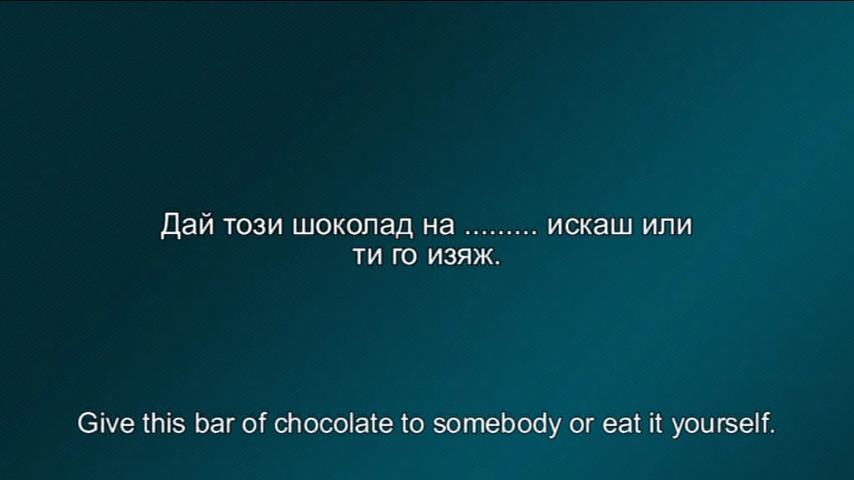 Дай този шоколад на ......... искаш или
ти го изяж.
Give this bar of chocolate to somebody or eat it yourself.